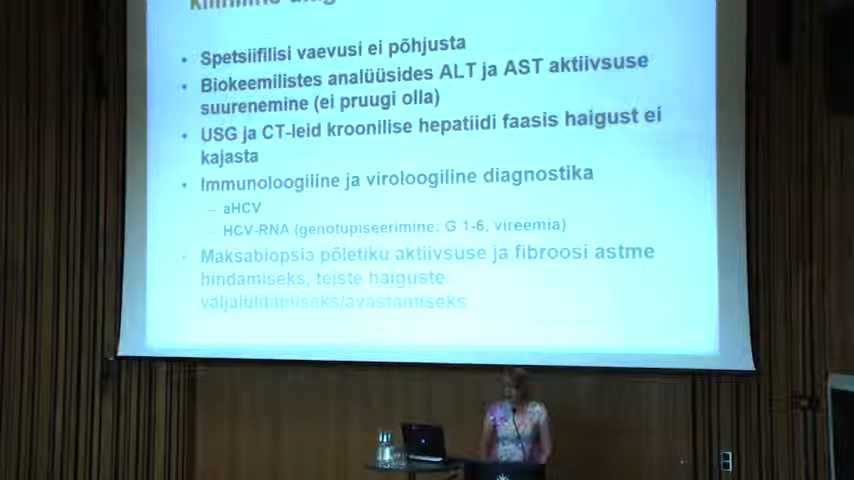 Spetsiifilisi vaevusi ei põhjusta
Biokeemilistes analüüsides ALT ja AST aktiivsuse
suurenemine (ei pruugi olla)
USG ja CT-leid kroonilise hepatiidi faasis haigust ei
kajasta
Immunoloogiline ja viroloogiline diagnostika
aHCV
HCV-RNA (genotüpiseerimine: G 1-6, vireemia)
Maksabiopsia põletiku aktiivsuse ja fibroosi astme
hindamiseks, teiste haiguste
väljalülitamiseks/avastamiseks